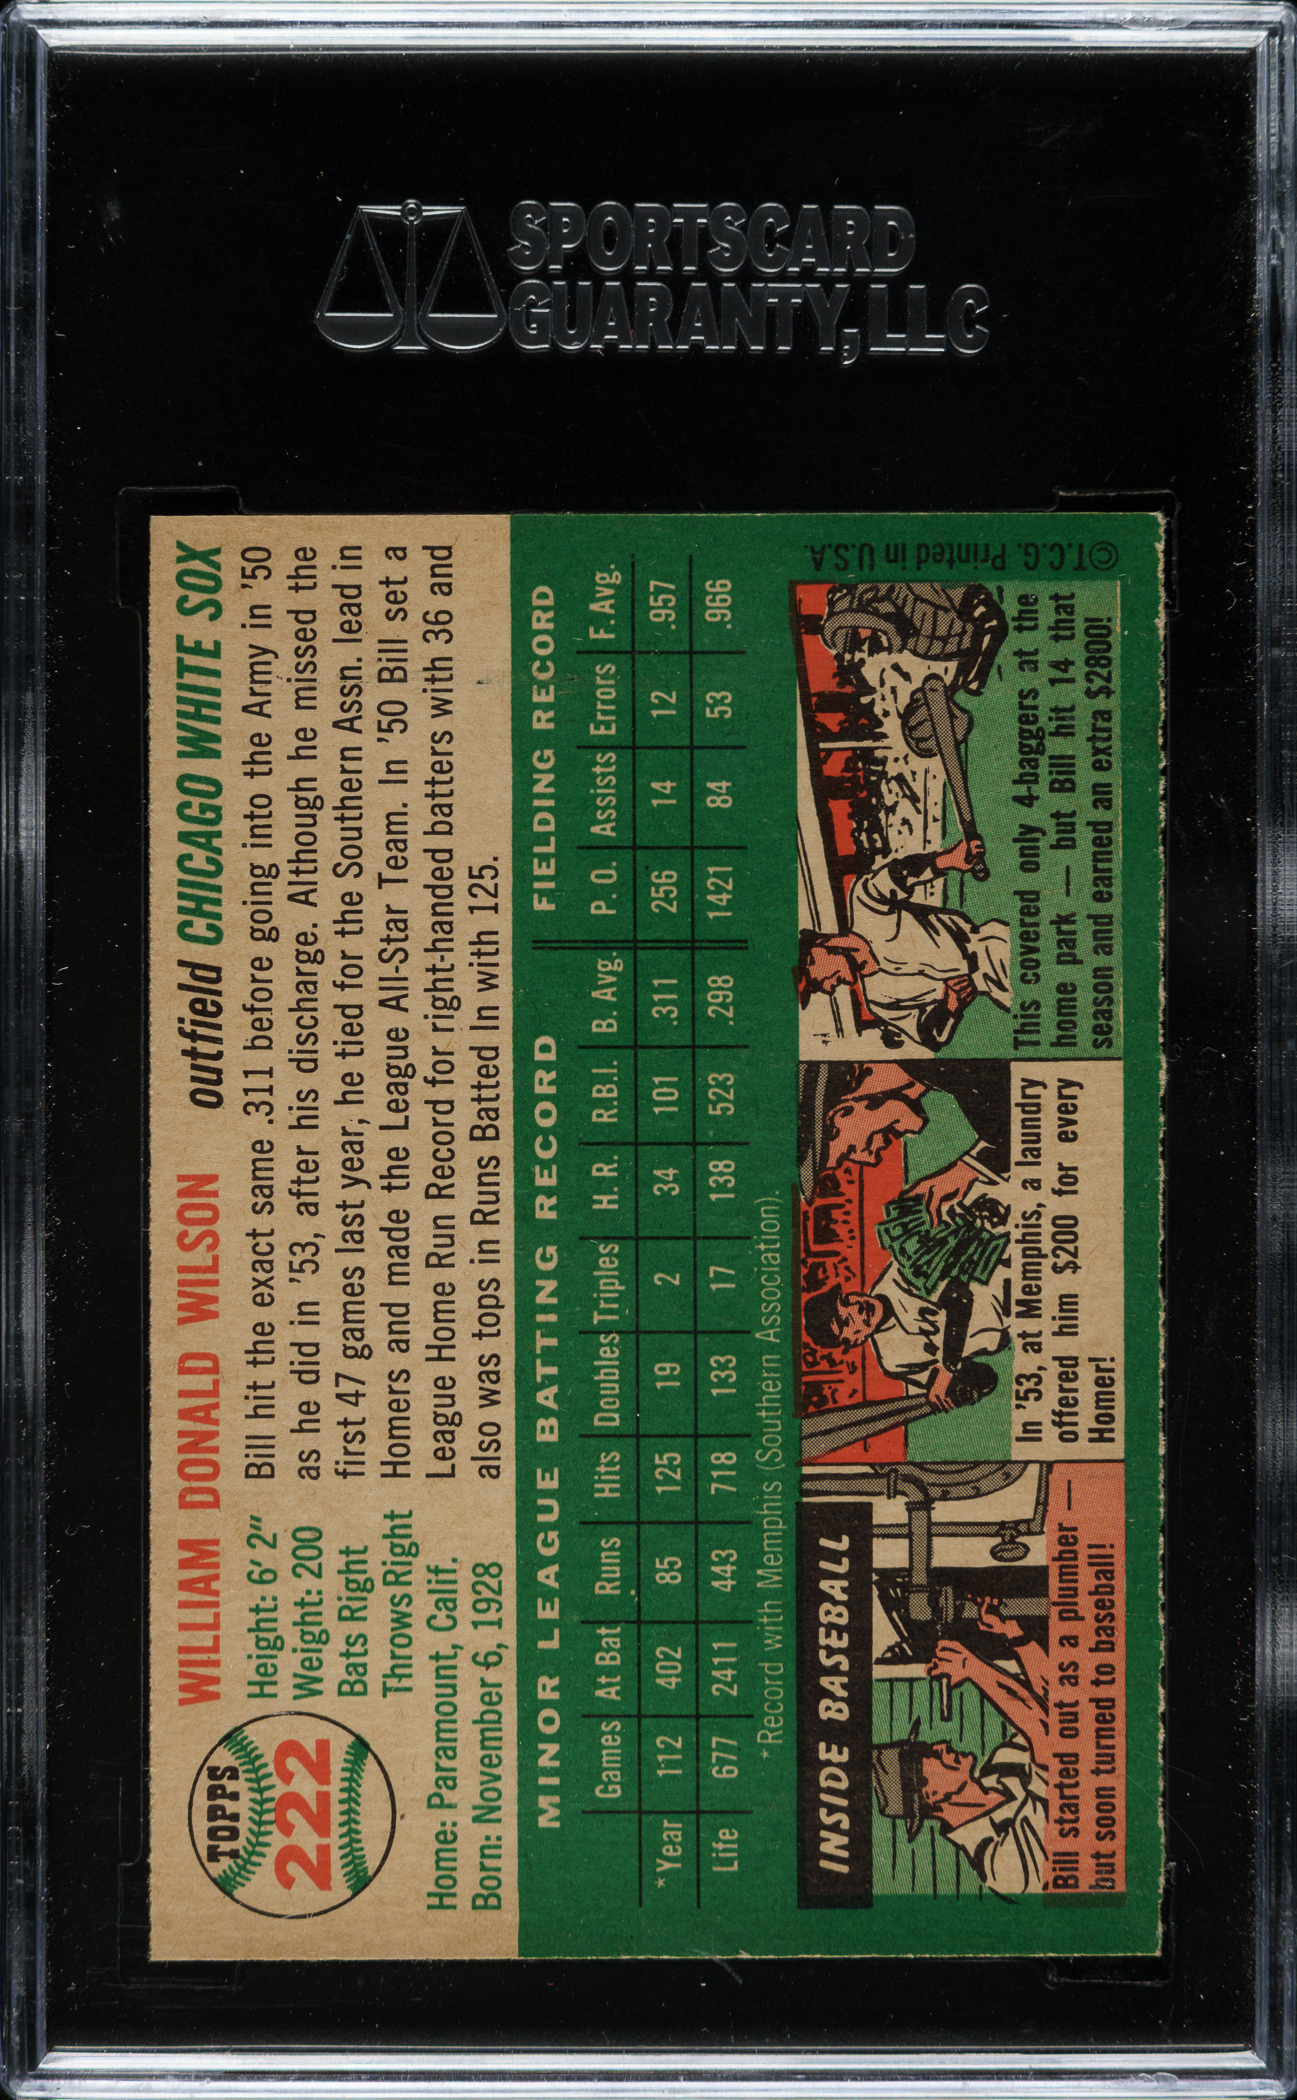 SPORTSCARD
GUARANTY, LLC
TOPPS
222
WILLIAM DONALD WILSON outfield CHICAGO WHITE SOX
Height: 6' 2"
Weight: 200
Bats Right
Throws Right
Home: Paramount, Calif.
Born: November 6, 1928
Bill hit the exact same .311 before going into the Army in '50
as he did in '53, after his discharge. Although he missed the
first 47 games last year, he tied for the Southern Assn. lead in
Homers and made the League All-Star Team. In '50 Bill set a
League Home Run Record for right-handed batters with 36 and
also was tops in Runs Batted In with 125.
MINOR LEAGUE BATTING RECORD FIELDING RECORD
Games At Bat Runs Hits Doubles Triples H. R. R.B.I. B. Avg. P. O. Assists Errors F. Avg.
*Year 112 402 85 125 19 2 34 101 .311 256 14 12 .957
Life 677 2411 443 718 133 17 138 523 .298 1421 84 53 .966
*Record with Memphis (Southern Association).
INSIDE BASEBALL
Bill started out as a plumber —
but soon turned to baseball!
In '53, at Memphis, a laundry
offered him $200 for every
Homer!
This covered only 4-baggers at the
home park — but Bill hit 14 that
season and earned an extra $2800!
©T.C.G. Printed in U.S.A.